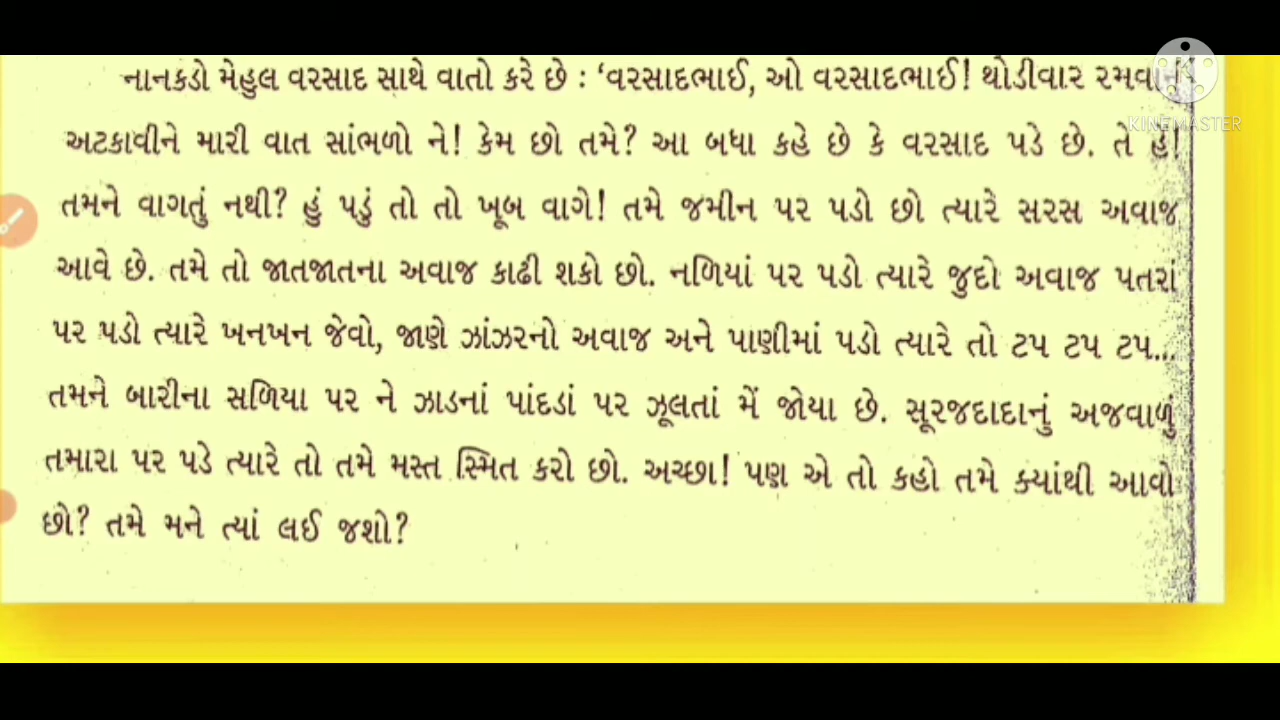 નાનકડો મેહુલ વરસાદ સાથે વાતો કરે છે : ‘વરસાદભાઈ, ઓ વરસાદભાઈ! થોડીવાર રમવાનું
અટકાવીને મારી વાત સાંભળો ને! કેમ છો તમે? આ બધા કહે છે કે વરસાદ પડે છે. તે હેં!
તમને વાગતું નથી? હું પડું તો તો ખૂબ વાગે! તમે જમીન પર પડો છો ત્યારે સરસ અવાજ
આવે છે. તમે તો જાતજાતના અવાજ કાઢી શકો છો. નળિયાં પર પડો ત્યારે જુદો અવાજ પતરાં
પર પડો ત્યારે ખનખન જેવો, જાણે ઝાંઝરનો અવાજ અને પાણીમાં પડો ત્યારે તો ટપ ટપ ટપ...
તમને બારીના સળિયા પર ને ઝાડનાં પાંદડાં પર ઝૂલતાં મેં જોયા છે. સૂરજદાદાનું અજવાળું
તમારા પર પડે ત્યારે તો તમે મસ્ત સ્મિત કરો છો. અચ્છા! પણ એ તો કહો તમે ક્યાંથી આવો
છો? તમે મને ત્યાં લઈ જશો?
KINEMASTER